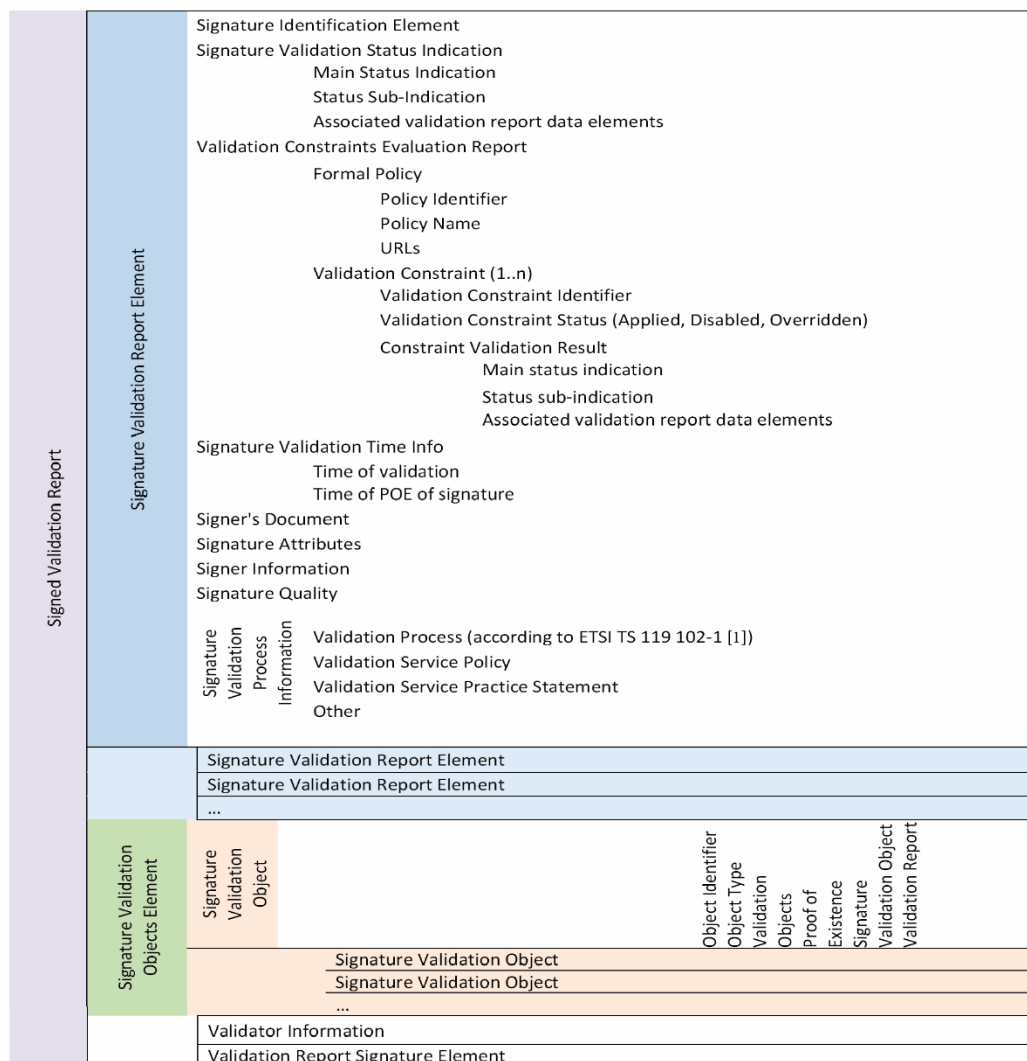 Signed Validation Report
Signature Validation Report Element
Signature Identification Element
Signature Validation Status Indication
Main Status Indication
Status Sub-Indication
Associated validation report data elements
Validation Constraints Evaluation Report
Formal Policy
Policy Identifier
Policy Name
URLs
Validation Constraint (1..n)
Validation Constraint Identifier
Validation Constraint Status (Applied, Disabled, Overridden)
Constraint Validation Result
Main status indication
Status sub-indication
Associated validation report data elements
Signature Validation Time Info
Time of validation
Time of POE of signature
Signer's Document
Signature Attributes
Signer Information
Signature Quality
Signature
Validation
Process
Information
Validation Process (according to ETSI TS 119 102-1 [1])
Validation Service Policy
Validation Service Practice Statement
Other
Signature Validation Report Element
Signature Validation Report Element
...
Signature Validation
Objects Element
Signature
Validation
Object
Object Identifier
Object Type
Validation
Objects
Proof of
Existence
Signature
Validation Object
Validation Report
Signature Validation Object
Signature Validation Object
...
Validator Information
Validation Report Signature Element